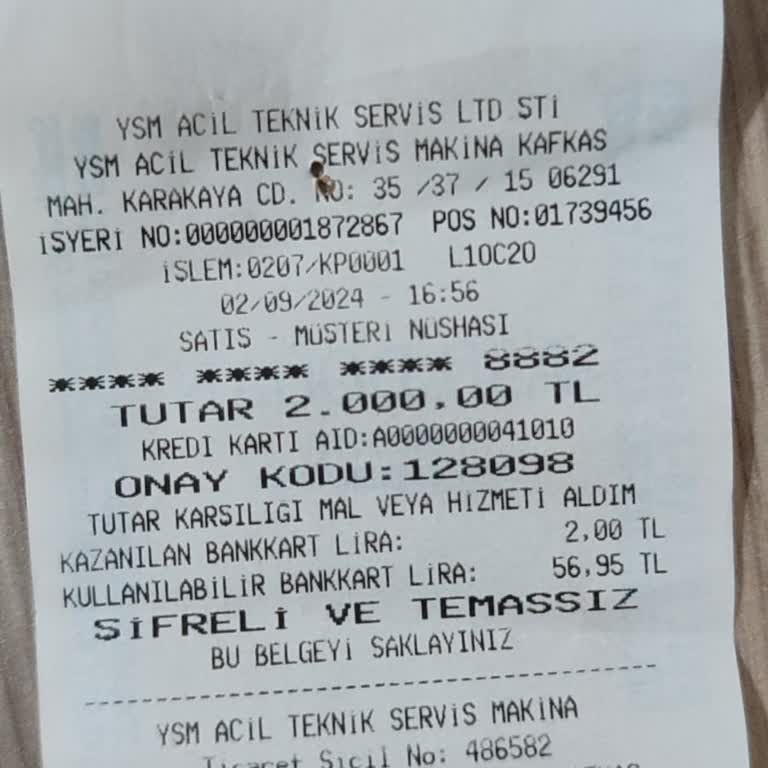 YSM ACİL TEKNİK SERVİS LTD STİ
YSM ACİL TEKNİK SERVİS MAKİNA KAFKAS
MAH. KARAKAYA CD. NO: 35 /37 / 15 06291
İSYERİ NO:000000001872867 POS NO:01739456
İSLEM:0207/KP0001 L10C20
02/09/2024 - 16:56
SATIS - MÜSTERİ NÜSHASI
**** **** **** 8882
TUTAR 2.000,00 TL
KREDI KARTI AID:A0000000041010
ONAY KODU:128098
TUTAR KARSILIGI MAL VEYA HİZMETİ ALDIM
KAZANILAN BANKKART LİRA: 2,00 TL
KULLANILABİLİR BANKKART LİRA: 56,95 TL
SİFRELİ VE TEMASSIZ
BU BELGEYİ SAKLAYINIZ
YSM ACİL TEKNİK SERVİS MAKİNA
Ticaret Sicil No: 486582